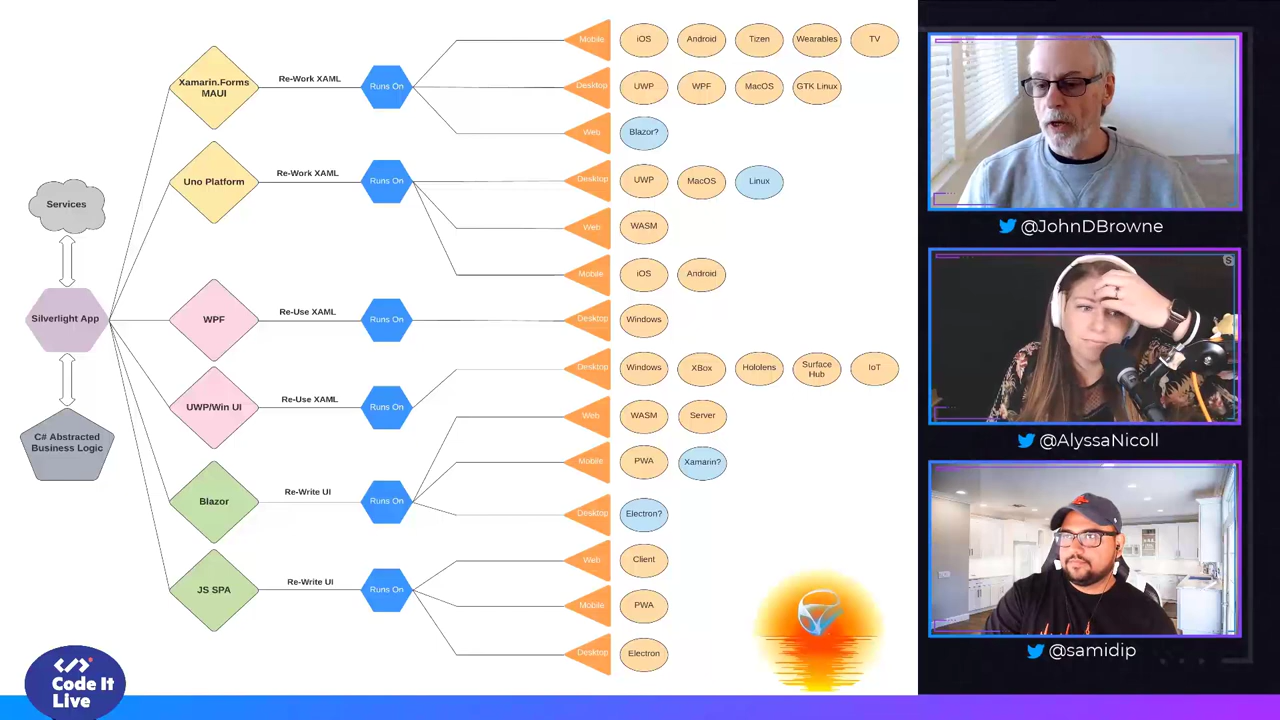 Mobile
iOS
Android
Tizen
Wearables
TV
Xamarin.Forms
MAUI
Re-Work XAML
Runs On
Desktop
UWP
WPF
MacOS
GTK Linux
Web
Blazor?
Uno Platform
Re-Work XAML
Runs On
Desktop
UWP
MacOS
Linux
Services
Web
WASM
Mobile
iOS
Android
Silverlight App
WPF
Re-Use XAML
Runs On
Desktop
Windows
UWP/Win UI
Re-Use XAML
Runs On
Desktop
Windows
XBox
Hololens
Surface
Hub
IoT
C# Abstracted
Business Logic
Web
WASM
Server
Mobile
PWA
Xamarin?
Blazor
Re-Write UI
Runs On
Desktop
Electron?
Web
Client
JS SPA
Re-Write UI
Runs On
Mobile
PWA
Desktop
Electron
Code It
Live
@JohnDBrowne
@AlyssaNicoll
@samidip